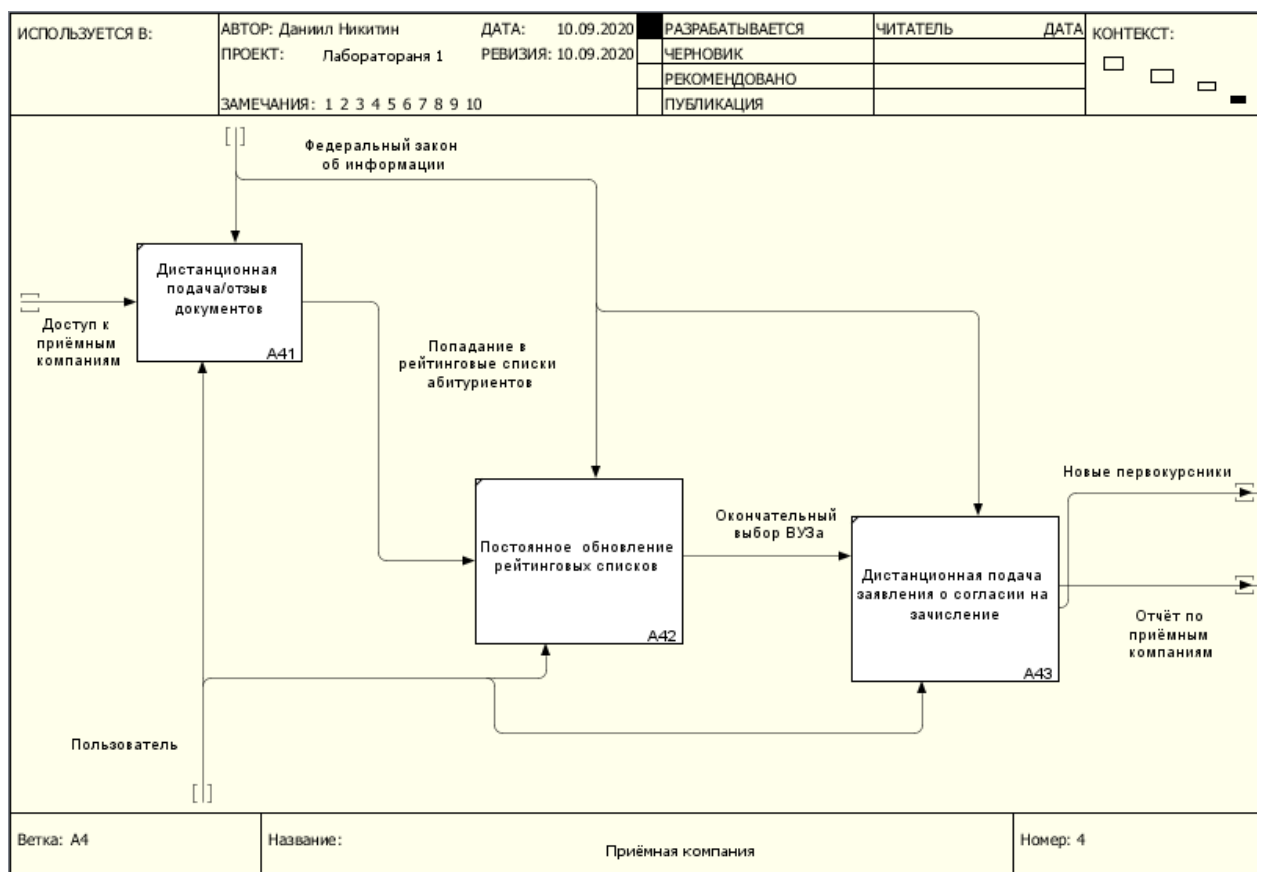 ИСПОЛЬЗУЕТСЯ В:
АВТОР: Даниил Никитин
ДАТА: 10.09.2020
ПРОЕКТ: Лаборатораня 1
РЕВИЗИЯ: 10.09.2020
ЗАМЕЧАНИЯ: 1 2 3 4 5 6 7 8 9 10
РАЗРАБАТЫВАЕТСЯ
ЧЕРНОВИК
РЕКОМЕНДОВАНО
ПУБЛИКАЦИЯ
ЧИТАТЕЛЬ
ДАТА
КОНТЕКСТ:
Федеральный закон
об информации
Дистанционная
подача/отзыв
документов
A41
Доступ к
приёмным
компаниям
Попадание в
рейтинговые списки
абитуриентов
Постоянное обновление
рейтинговых списков
A42
Окончательный
выбор ВУЗа
Новые первокурсники
Дистанционная подача
заявления о согласии на
зачисление
A43
Отчёт по
приёмным
компаниям
Пользователь
Ветка: A4
Название:
Приёмная компания
Номер: 4